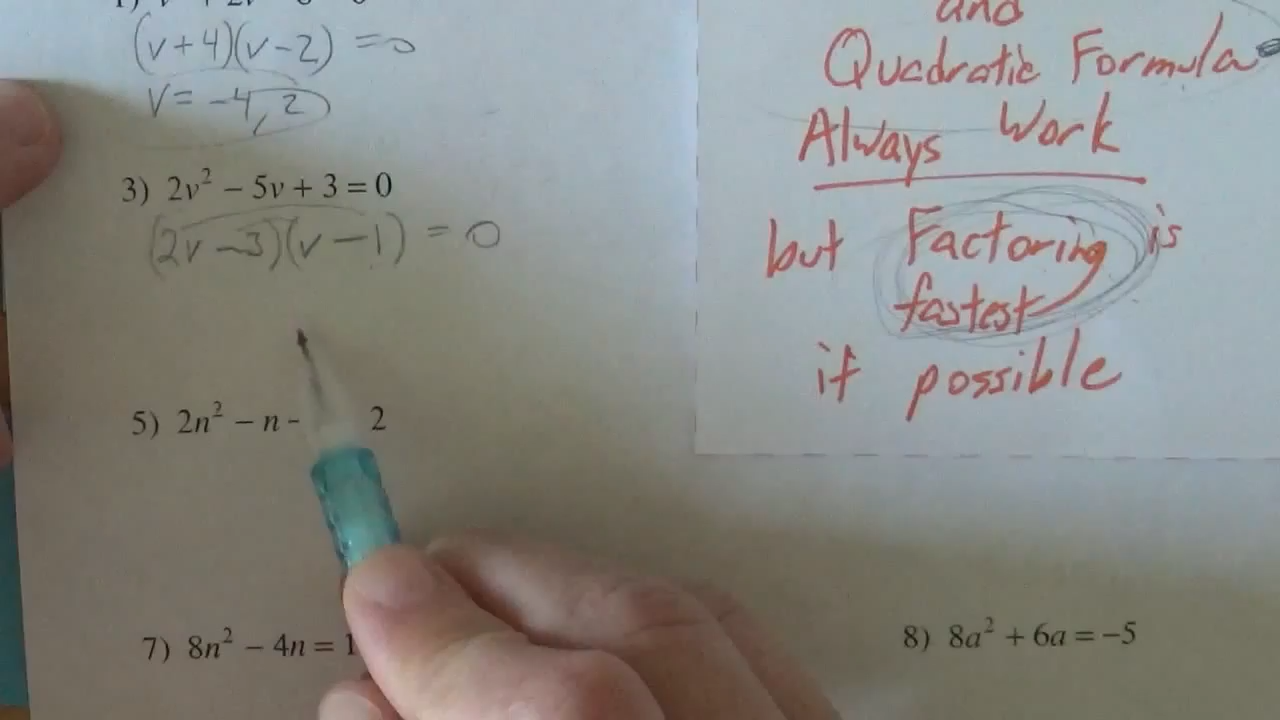 (v+4)(v-2) =0
v= -4, 2
3) 2v² − 5v + 3 = 0
(2v -3)(v-1) = 0
5) 2n² − n - 2
7) 8n² − 4n = 1
8) 8a² + 6a = −5
and
Quadratic Formula
Always Work
but Factoring is
fastest
if possible